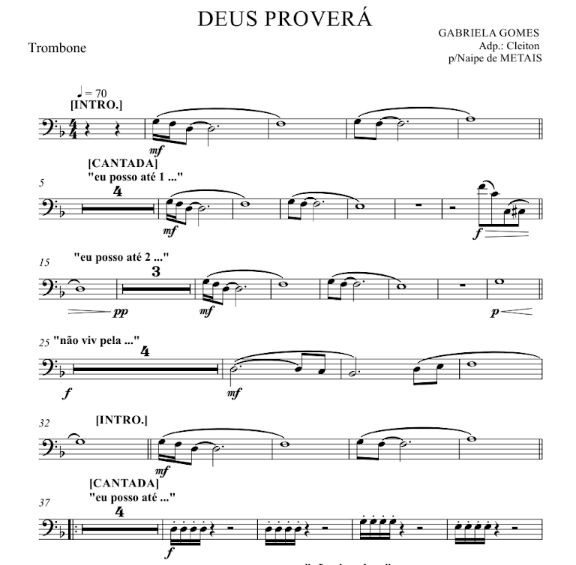 DEUS PROVERÁ
GABRIELA GOMES
Trombone
Adp.: Cleiton
p/Naipe de METAIS
♩ = 70
[INTRO.]
mf
[CANTADA]
"eu posso até 1 ..."
5
4
mf
f
"eu posso até 2 ..."
15
3
pp
mf
p
25
"não viv pela ..."
4
f
mf
32
[INTRO.]
mf
[CANTADA]
37
"eu posso até ..."
4
f